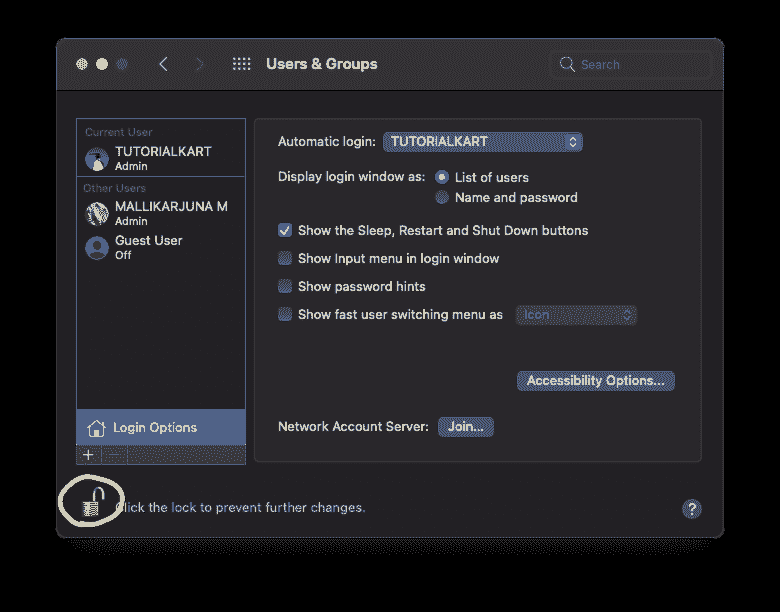 Users & Groups
Search
Current User
TUTORIALKART
Admin
Other Users
MALLIKARJUNA M
Admin
Guest User
Off
Login Options
Automatic login: TUTORIALKART
Display login window as: List of users
Name and password
Show the Sleep, Restart and Shut Down buttons
Show Input menu in login window
Show password hints
Show fast user switching menu as Icon
Accessibility Options...
Network Account Server: Join...
Click the lock to prevent further changes.
?